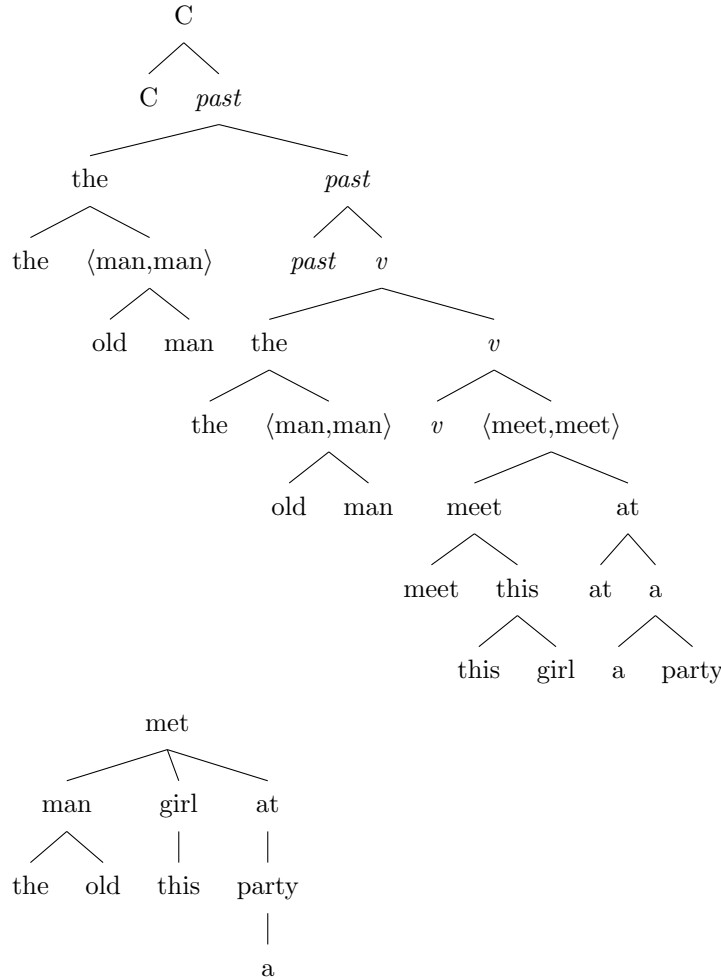 C
C past
the past
the ⟨man,man⟩ past v
old man the v
the ⟨man,man⟩ v ⟨meet,meet⟩
old man meet at
meet this at a
this girl a party
met
man girl at
the old this party
a